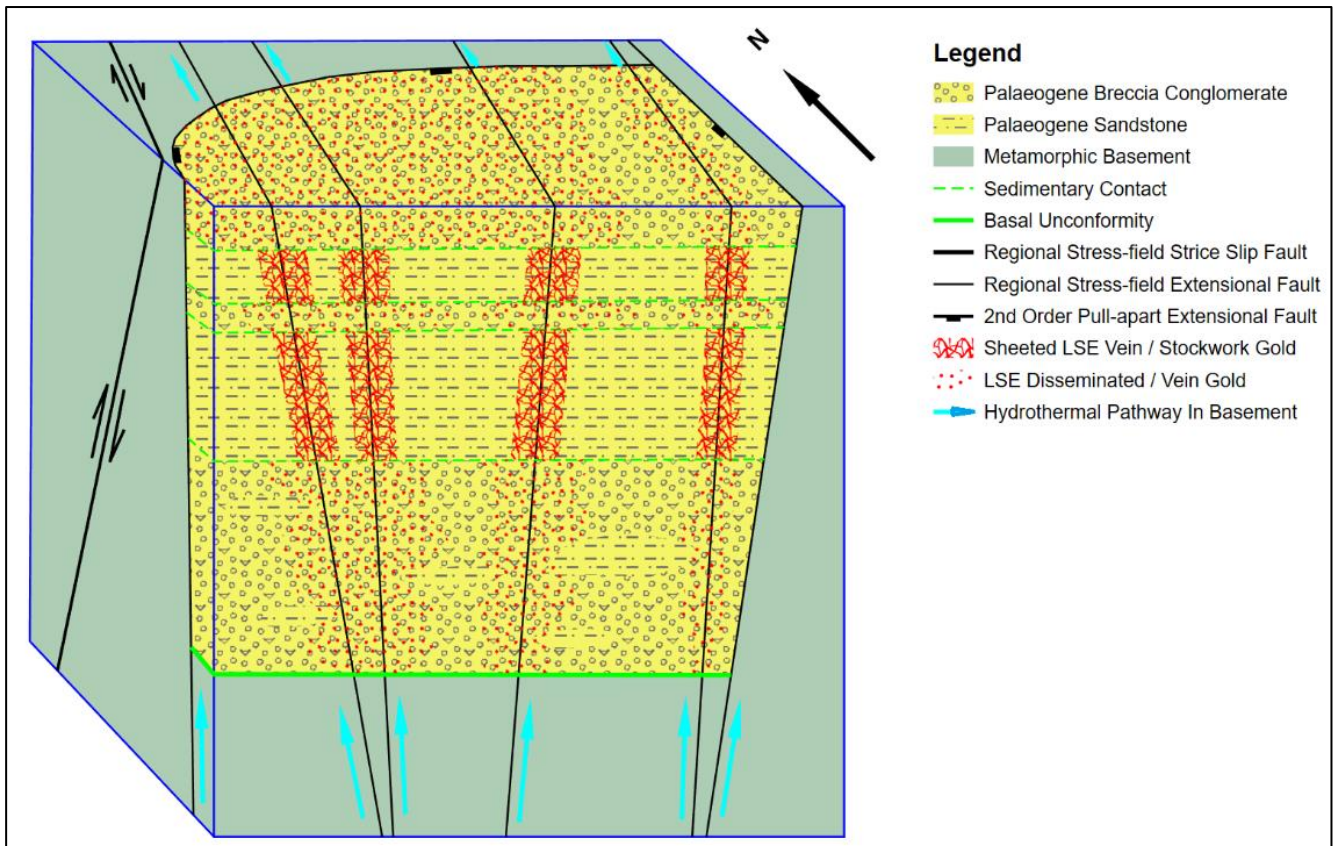 N
Legend
Palaeogene Breccia Conglomerate
Palaeogene Sandstone
Metamorphic Basement
Sedimentary Contact
Basal Unconformity
Regional Stress-field Strice Slip Fault
Regional Stress-field Extensional Fault
2nd Order Pull-apart Extensional Fault
Sheeted LSE Vein / Stockwork Gold
LSE Disseminated / Vein Gold
Hydrothermal Pathway In Basement